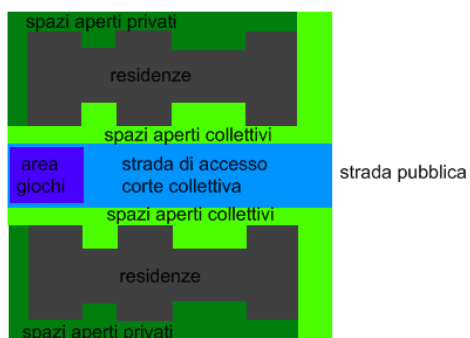 spazi aperti privati
residenze
spazi aperti collettivi
area
giochi
strada di accesso
corte collettiva
strada pubblica
spazi aperti collettivi
residenze
spazi aperti privati